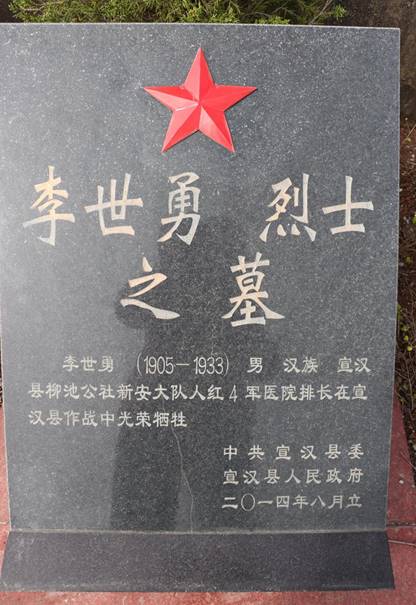 李世勇 烈士
之墓
李世勇 (1905—1933) 男 汉族 宣汉
县柳池公社新安大队人红4军医院排长在宣
汉县作战中光荣牺牲
中共宣汉县委
宣汉县人民政府
二〇一四年八月立